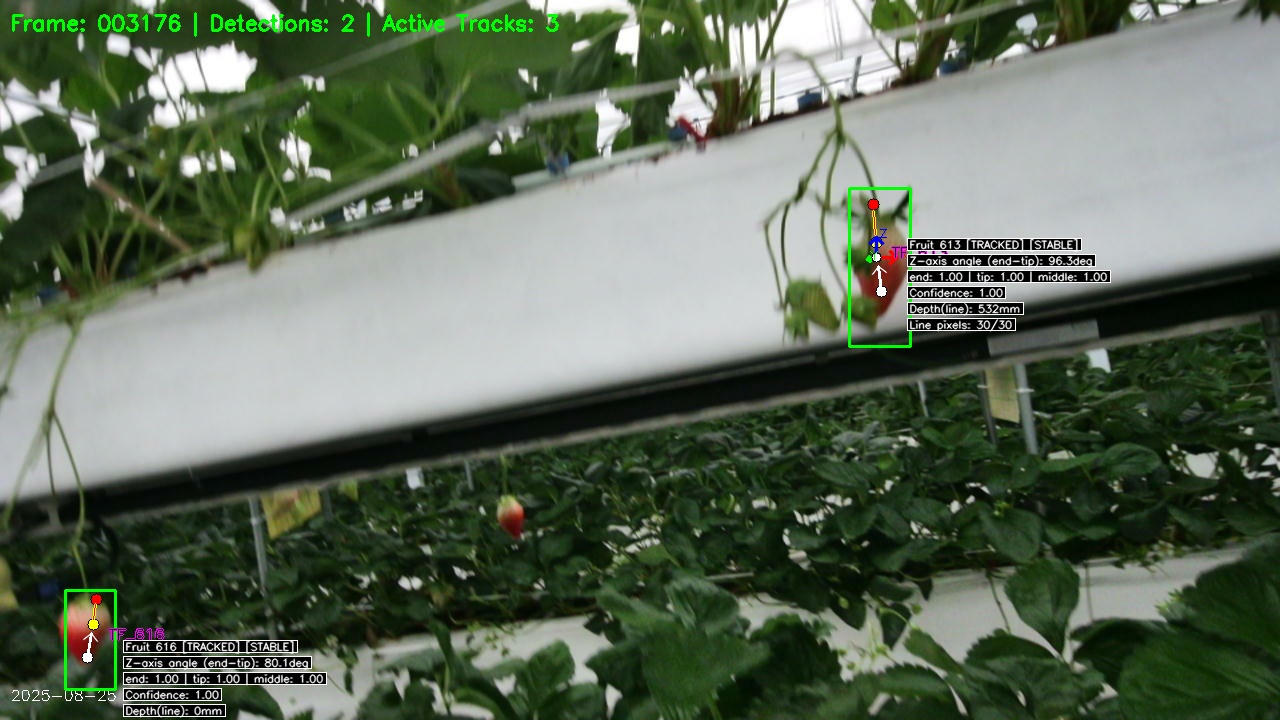 Frame: 003176 | Detections: 2 | Active Tracks: 3
Z
Fruit 613 [TRACKED] [STABLE]
Z-axis angle (end-tip): 96.3deg
end: 1.00 | tip: 1.00 | middle: 1.00
Confidence: 1.00
Depth(line): 532mm
Line pixels: 30/30
TF_616
Fruit 616 [TRACKED] [STABLE]
Z-axis angle (end-tip): 80.1deg
end: 1.00 | tip: 1.00 | middle: 1.00
2025-08-25
Confidence: 1.00
Depth(line): 0mm